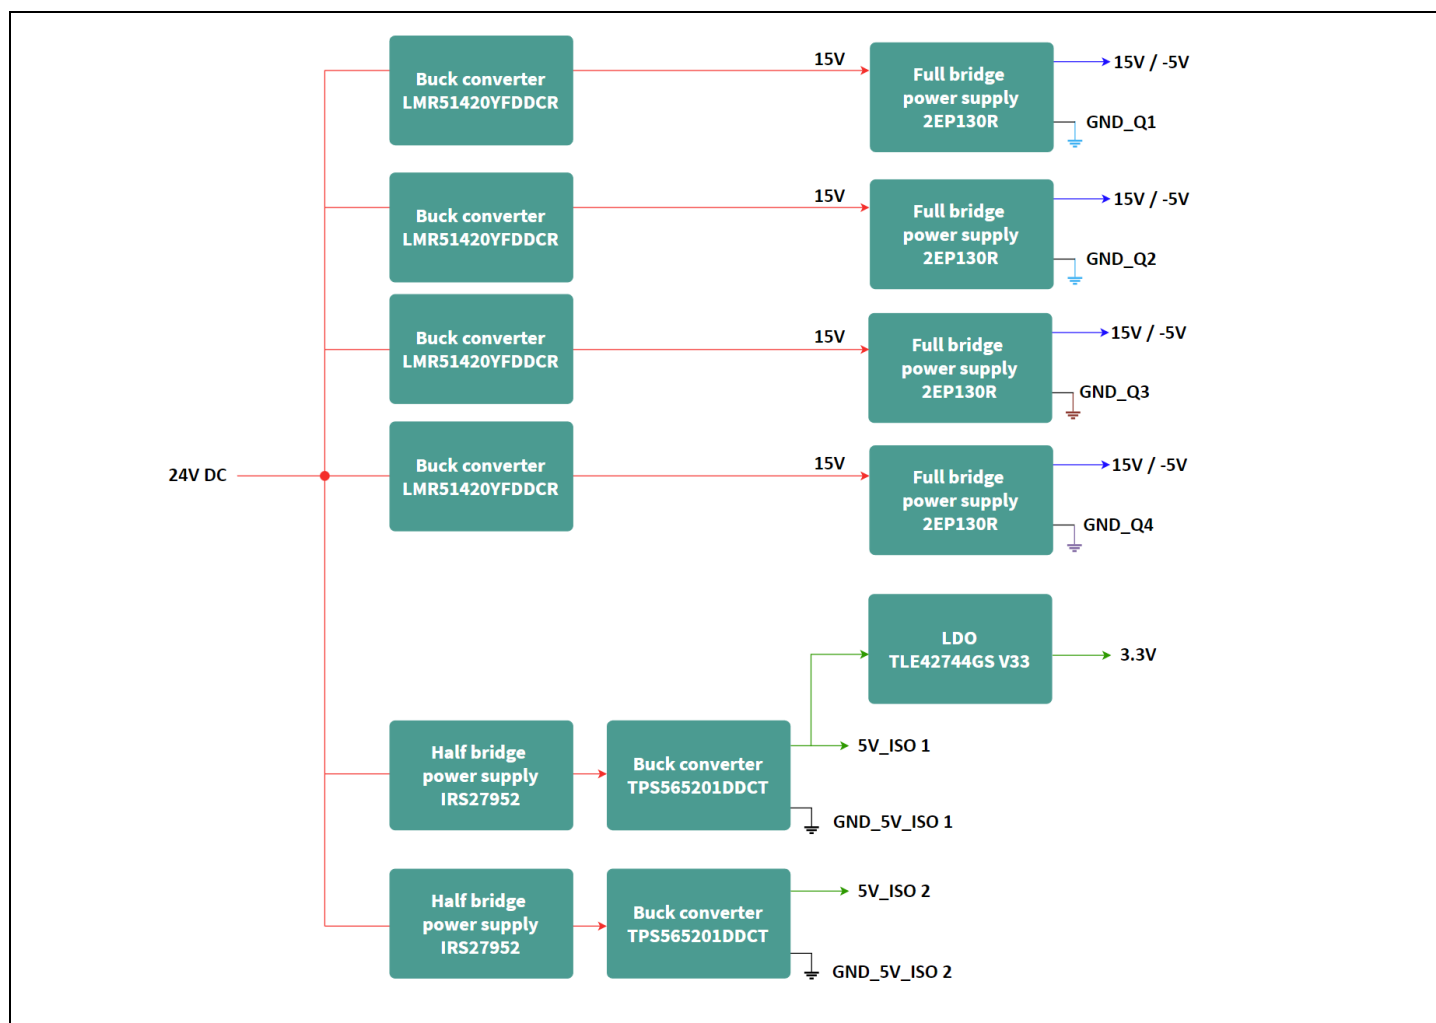 Buck converter
LMR51420YFDDCR
15V
Full bridge
power supply
2EP130R
15V / -5V
GND_Q1
Buck converter
LMR51420YFDDCR
15V
Full bridge
power supply
2EP130R
15V / -5V
GND_Q2
Buck converter
LMR51420YFDDCR
15V
Full bridge
power supply
2EP130R
15V / -5V
GND_Q3
24V DC
Buck converter
LMR51420YFDDCR
15V
Full bridge
power supply
2EP130R
15V / -5V
GND_Q4
LDO
TLE42744GS V33
3.3V
Half bridge
power supply
IRS27952
Buck converter
TPS565201DDCT
5V_ISO 1
GND_5V_ISO 1
Half bridge
power supply
IRS27952
Buck converter
TPS565201DDCT
5V_ISO 2
GND_5V_ISO 2